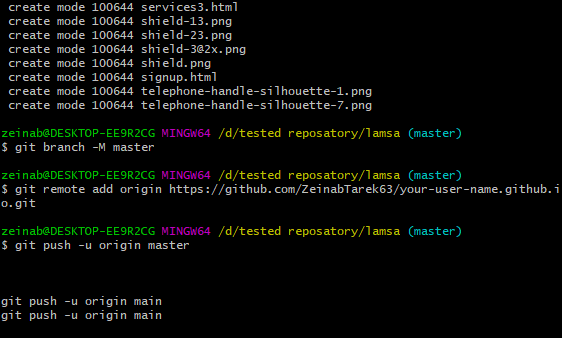 create mode 100644 services3.html
create mode 100644 shield-13.png
create mode 100644 shield-23.png
create mode 100644 shield-3@2x.png
create mode 100644 shield.png
create mode 100644 signup.html
create mode 100644 telephone-handle-silhouette-1.png
create mode 100644 telephone-handle-silhouette-7.png
zeinab@DESKTOP-EE9R2CG MINGW64 /d/tested reposatory/lamsa (master)
$ git branch -M master
zeinab@DESKTOP-EE9R2CG MINGW64 /d/tested reposatory/lamsa (master)
$ git remote add origin https://github.com/ZeinabTarek63/your-user-name.github.i
o.git
zeinab@DESKTOP-EE9R2CG MINGW64 /d/tested reposatory/lamsa (master)
$ git push -u origin master
git push -u origin main
git push -u origin main